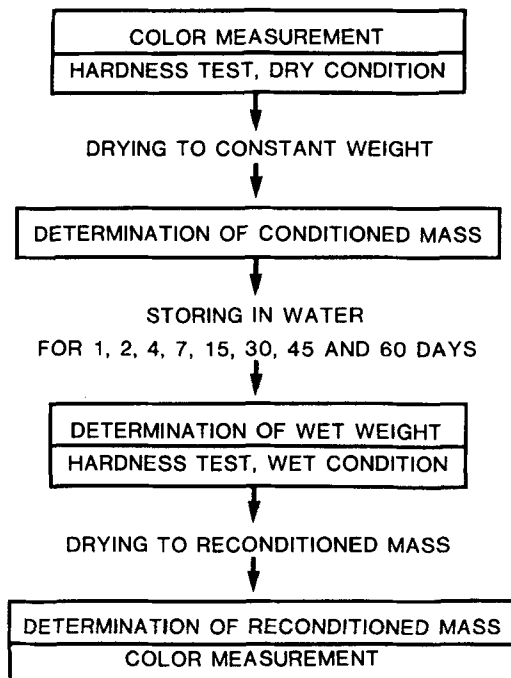 COLOR MEASUREMENT
HARDNESS TEST, DRY CONDITION
DRYING TO CONSTANT WEIGHT
DETERMINATION OF CONDITIONED MASS
STORING IN WATER
FOR 1, 2, 4, 7, 15, 30, 45 AND 60 DAYS
DETERMINATION OF WET WEIGHT
HARDNESS TEST, WET CONDITION
DRYING TO RECONDITIONED MASS
DETERMINATION OF RECONDITIONED MASS
COLOR MEASUREMENT